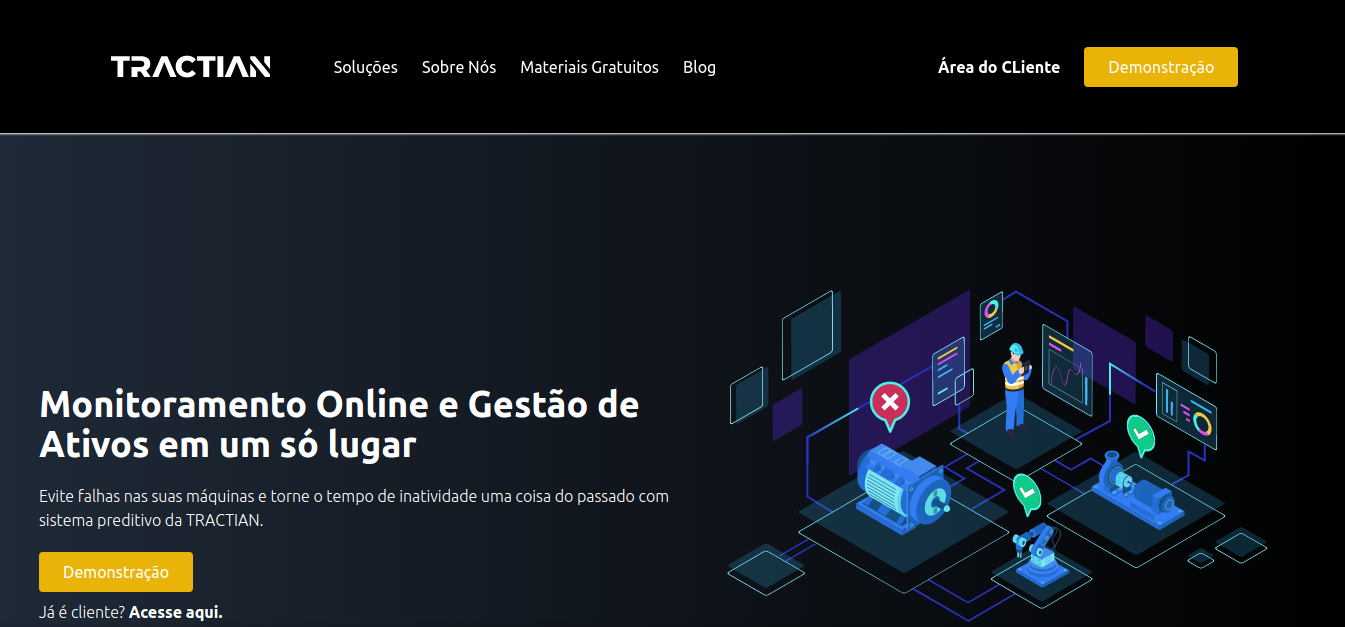 TRACTIAN
Soluções
Sobre Nós
Materiais Gratuitos
Blog
Área do CLiente
Demonstração
Monitoramento Online e Gestão de
Ativos em um só lugar
Evite falhas nas suas máquinas e torne o tempo de inatividade uma coisa do passado com
sistema preditivo da TRACTIAN.
Demonstração
Já é cliente? Acesse aqui.